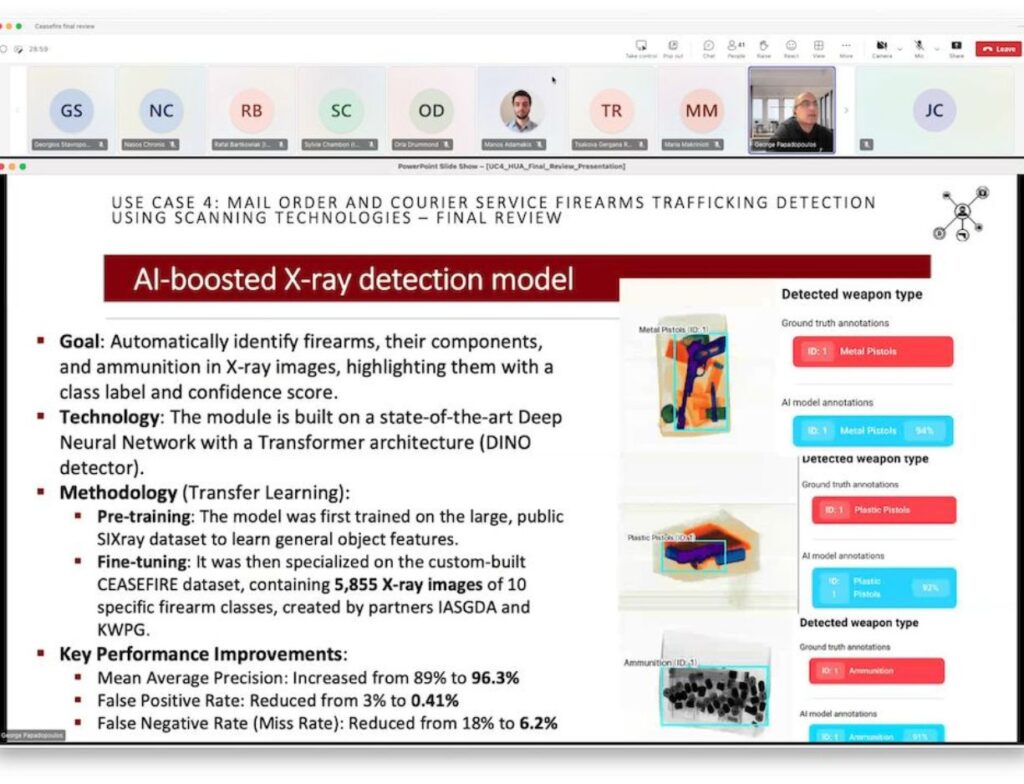 Ceasefire final review
28:59
Take control
Pop out
Chat
41
People
Raise
React
View
More
Camera
Mic
Share
Leave
GS
NC
RB
SC
OD
TR
MM
JC
Nasos Chronis
Sylvie Chambon
Orla Drummond
Manos Adamakis
Maria Makrinioti
George Papadopoulos
PowerPoint Slide Show – [UC4_HUA_Final_Review_Presentation]
USE CASE 4: MAIL ORDER AND COURIER SERVICE FIREARMS TRAFFICKING DETECTION
USING SCANNING TECHNOLOGIES – FINAL REVIEW
AI-boosted X-ray detection model
▪ Goal: Automatically identify firearms, their components,
and ammunition in X-ray images, highlighting them with a
class label and confidence score.
▪ Technology: The module is built on a state-of-the-art Deep
Neural Network with a Transformer architecture (DINO
detector).
▪ Methodology (Transfer Learning):
▪ Pre-training: The model was first trained on the large, public
SIXray dataset to learn general object features.
▪ Fine-tuning: It was then specialized on the custom-built
CEASEFIRE dataset, containing 5,855 X-ray images of 10
specific firearm classes, created by partners IASGDA and
KWPG.
▪ Key Performance Improvements:
▪ Mean Average Precision: Increased from 89% to 96.3%
▪ False Positive Rate: Reduced from 3% to 0.41%
▪ False Negative Rate (Miss Rate): Reduced from 18% to 6.2%
Metal Pistols (ID: 1)
Detected weapon type
Ground truth annotations
ID: 1 Metal Pistols
AI model annotations
ID: 1 Metal Pistols 94%
Plastic Pistols (ID: 1)
Detected weapon type
Ground truth annotations
ID: 1 Plastic Pistols
AI model annotations
ID: 1 Plastic Pistols 92%
Ammunition (ID: 1)
Detected weapon type
Ground truth annotations
ID: 1 Ammunition
AI model annotations
ID: 1 Ammunition 91%
George Papadopoulos